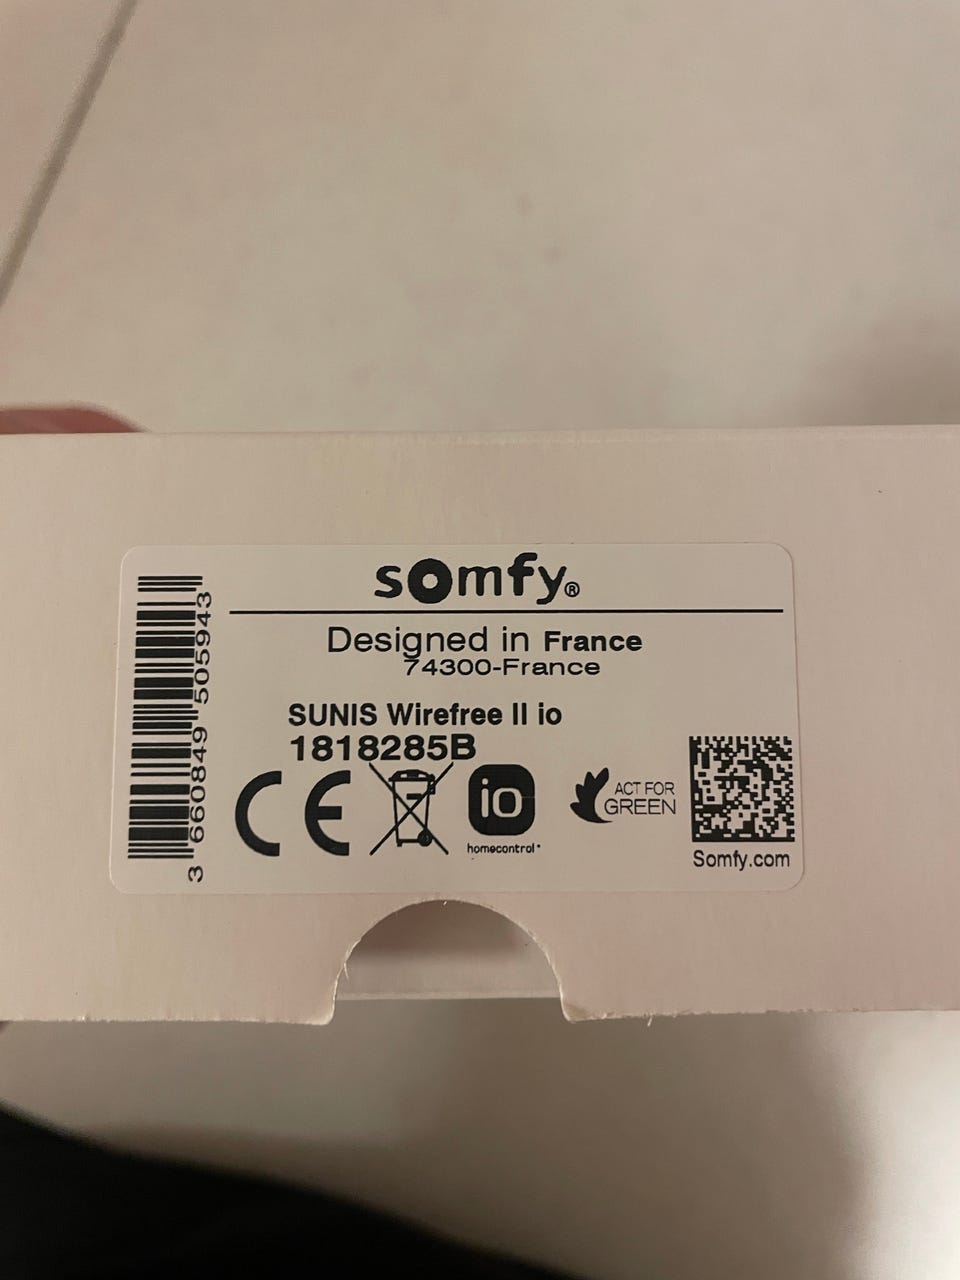 somfy®
Designed in France
74300-France
SUNIS Wirefree II io
1818285B
CE
io
homecontrol®
ACT FOR
GREEN
Somfy.com
3 660849 505943